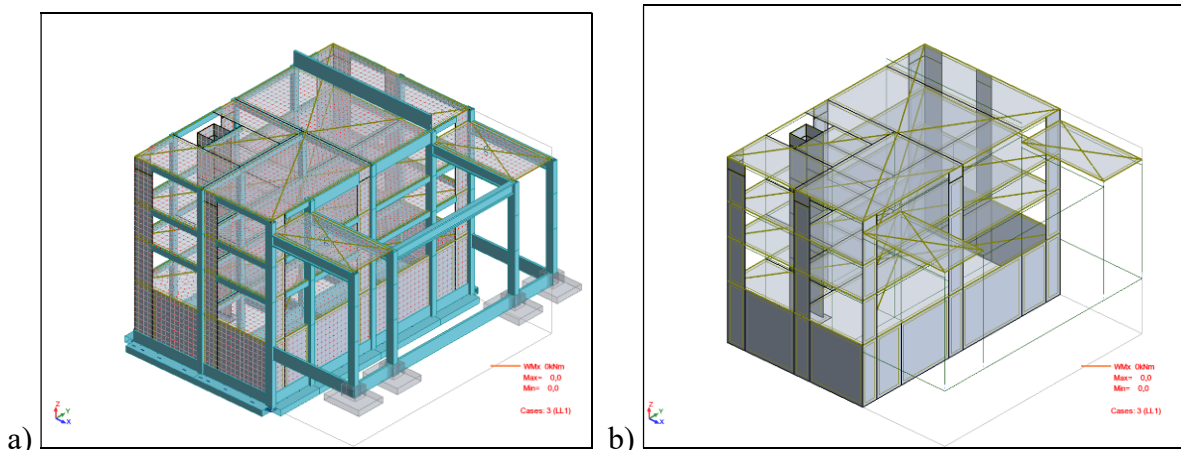 WMx 0kNm
Max= 0,0
Min= 0,0
Cases: 3 (LL1)
Z
Y
X
a)
WMx 0kNm
Max= 0,0
Min= 0,0
Cases: 3 (LL1)
Z
Y
X
b)